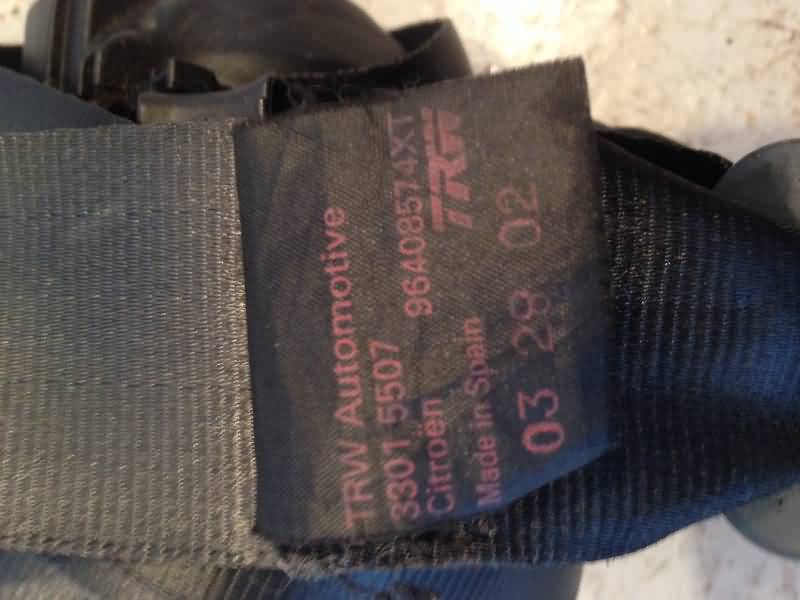 TRW Automotive
3301 5507 96408574XT
Citroën TRW
Made in Spain
03 28 02